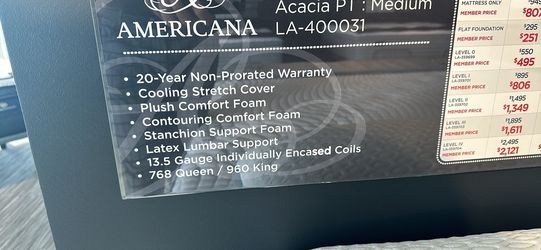 AMERICANA
Acacia PT : Medium
LA-400031
• 20-Year Non-Prorated Warranty
• Cooling Stretch Cover
• Plush Comfort Foam
• Contouring Comfort Foam
• Stanchion Support Foam
• Latex Lumbar Support
• 13.5 Gauge Individually Encased Coils
• 768 Queen / 960 King
MATTRESS ONLY
MEMBER PRICE
FLAT FOUNDATION $295
MEMBER PRICE $251
LEVEL 0 $550
MEMBER PRICE $495
LEVEL I $895
MEMBER PRICE $806
LEVEL II $1,495
MEMBER PRICE $1,349
LEVEL III $1,895
MEMBER PRICE $1,611
LEVEL IV $2,495
MEMBER PRICE $2,121